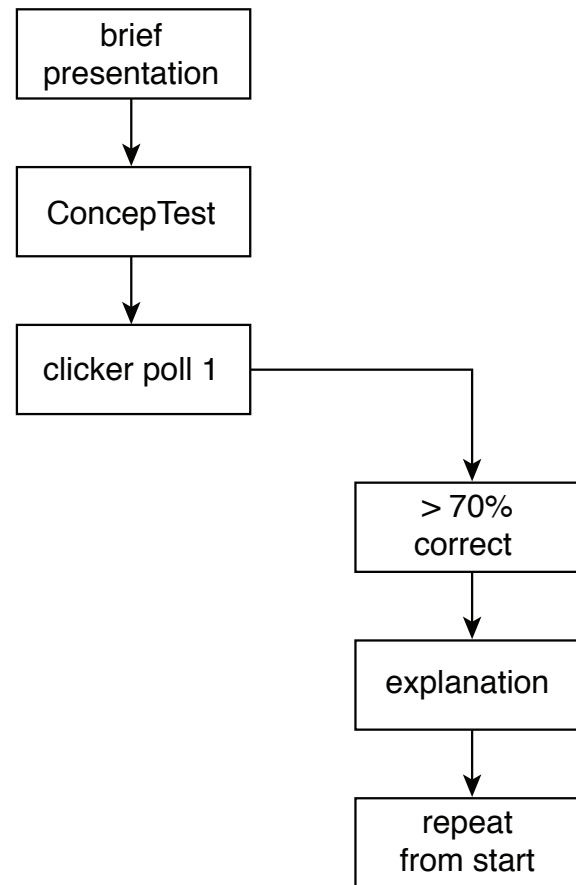 brief
presentation
ConcepTest
clicker poll 1
> 70%
correct
explanation
repeat
from start